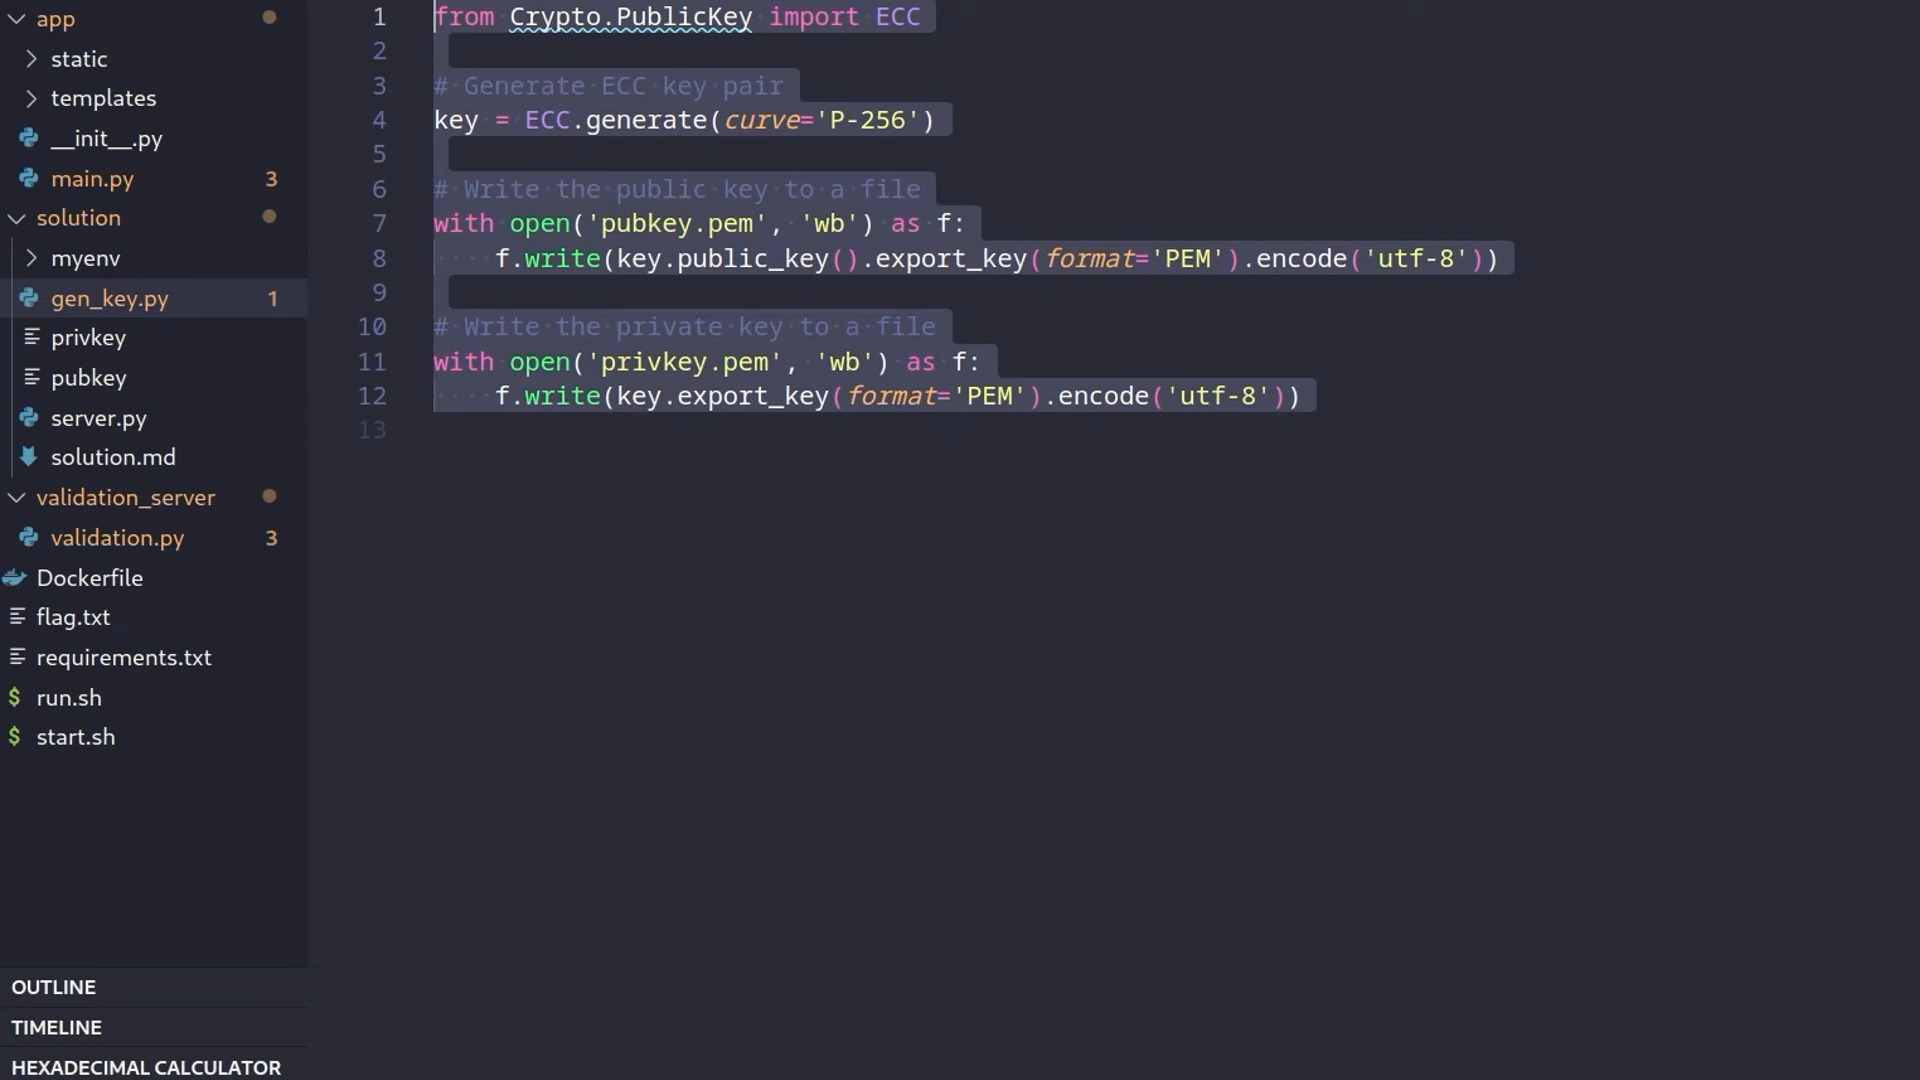 app
static
templates
__init__.py
main.py 3
solution
myenv
gen_key.py 1
privkey
pubkey
server.py
solution.md
validation_server
validation.py 3
Dockerfile
flag.txt
requirements.txt
$ run.sh
$ start.sh
OUTLINE
TIMELINE
HEXADECIMAL CALCULATOR
1 from Crypto.PublicKey import ECC
2
3 # Generate ECC key pair
4 key = ECC.generate(curve='P-256')
5
6 # Write the public key to a file
7 with open('pubkey.pem', 'wb') as f:
8     f.write(key.public_key().export_key(format='PEM').encode('utf-8'))
9
10 # Write the private key to a file
11 with open('privkey.pem', 'wb') as f:
12     f.write(key.export_key(format='PEM').encode('utf-8'))
13